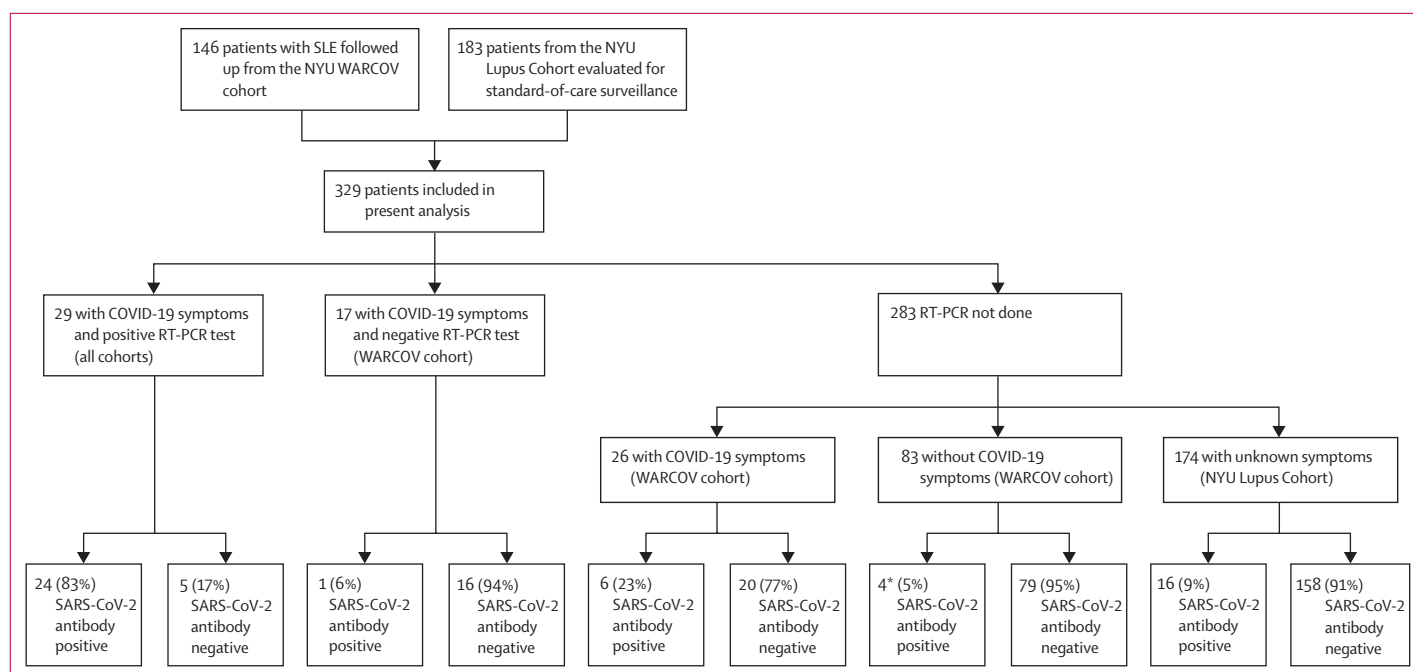 146 patients with SLE followed
up from the NYU WARCOV
cohort
183 patients from the NYU
Lupus Cohort evaluated for
standard-of-care surveillance
329 patients included in
present analysis
29 with COVID-19 symptoms
and positive RT-PCR test
(all cohorts)
17 with COVID-19 symptoms
and negative RT-PCR test
(WARCOV cohort)
283 RT-PCR not done
26 with COVID-19 symptoms
(WARCOV cohort)
83 without COVID-19
symptoms (WARCOV cohort)
174 with unknown symptoms
(NYU Lupus Cohort)
24 (83%)
SARS-CoV-2
antibody
positive
5 (17%)
SARS-CoV-2
antibody
negative
1 (6%)
SARS-CoV-2
antibody
positive
16 (94%)
SARS-CoV-2
antibody
negative
6 (23%)
SARS-CoV-2
antibody
positive
20 (77%)
SARS-CoV-2
antibody
negative
4* (5%)
SARS-CoV-2
antibody
positive
79 (95%)
SARS-CoV-2
antibody
negative
16 (9%)
SARS-CoV-2
antibody
positive
158 (91%)
SARS-CoV-2
antibody
negative